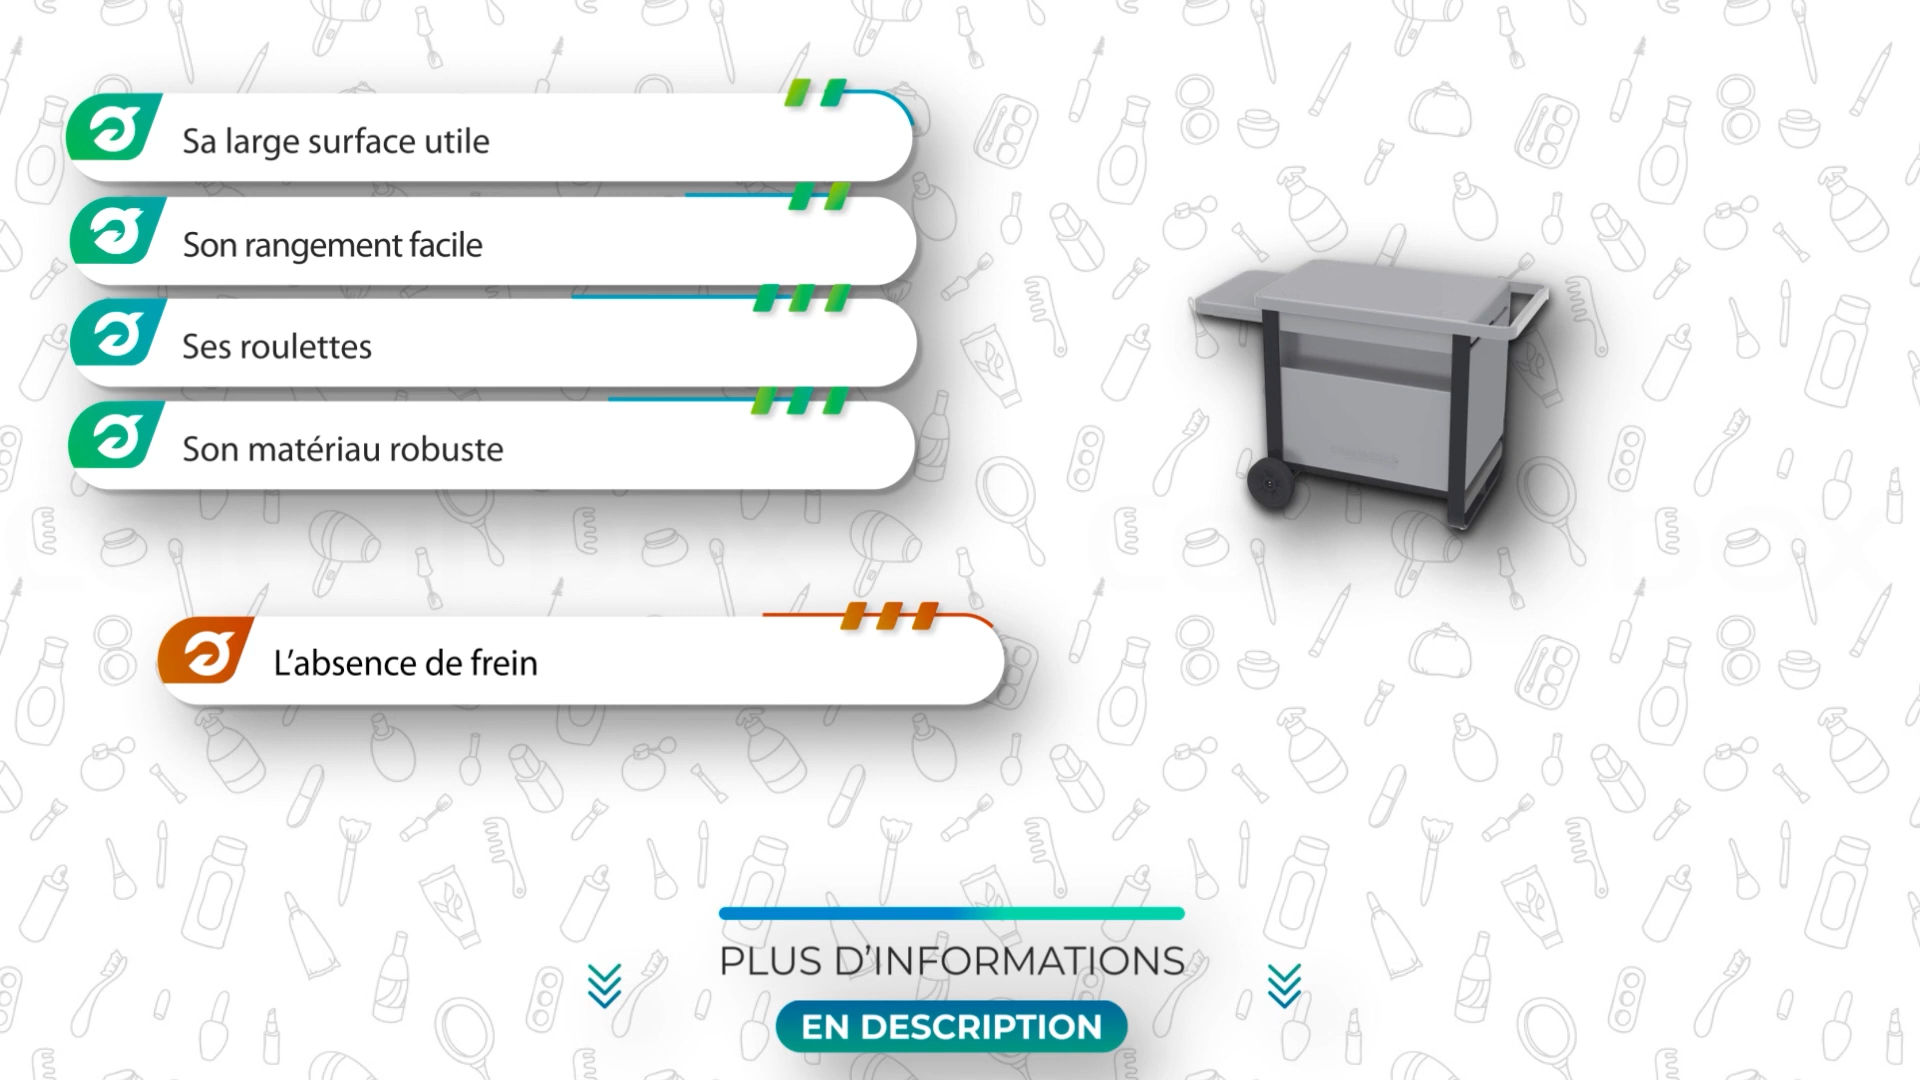 Sa large surface utile
Son rangement facile
Ses roulettes
Son matériau robuste
L’absence de frein
PLUS D’INFORMATIONS
EN DESCRIPTION